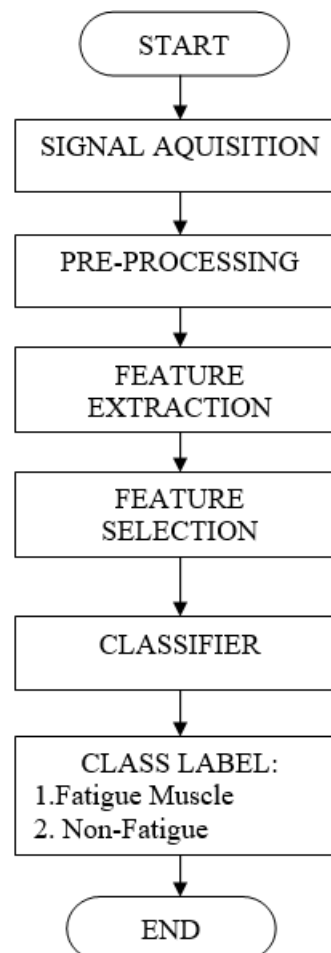 START
SIGNAL AQUISITION
PRE-PROCESSING
FEATURE
EXTRACTION
FEATURE
SELECTION
CLASSIFIER
CLASS LABEL:
1.Fatigue Muscle
2. Non-Fatigue
END